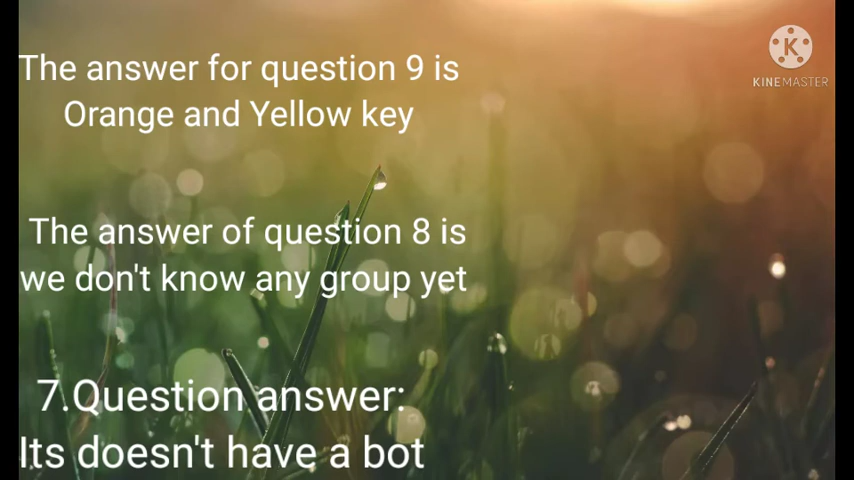 The answer for question 9 is
Orange and Yellow key
K
KINEMASTER
The answer of question 8 is
we don't know any group yet
7.Question answer:
Its doesn't have a bot